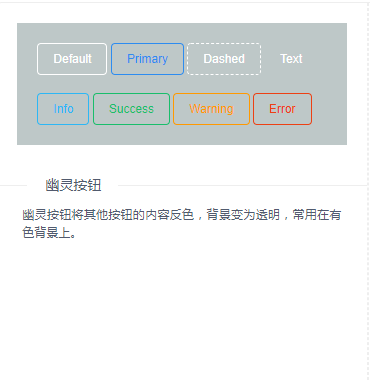 Default Primary Dashed Text
Info Success Warning Error
幽灵按钮
幽灵按钮将其他按钮的内容反色，背景变为透明，常用在有
色背景上。